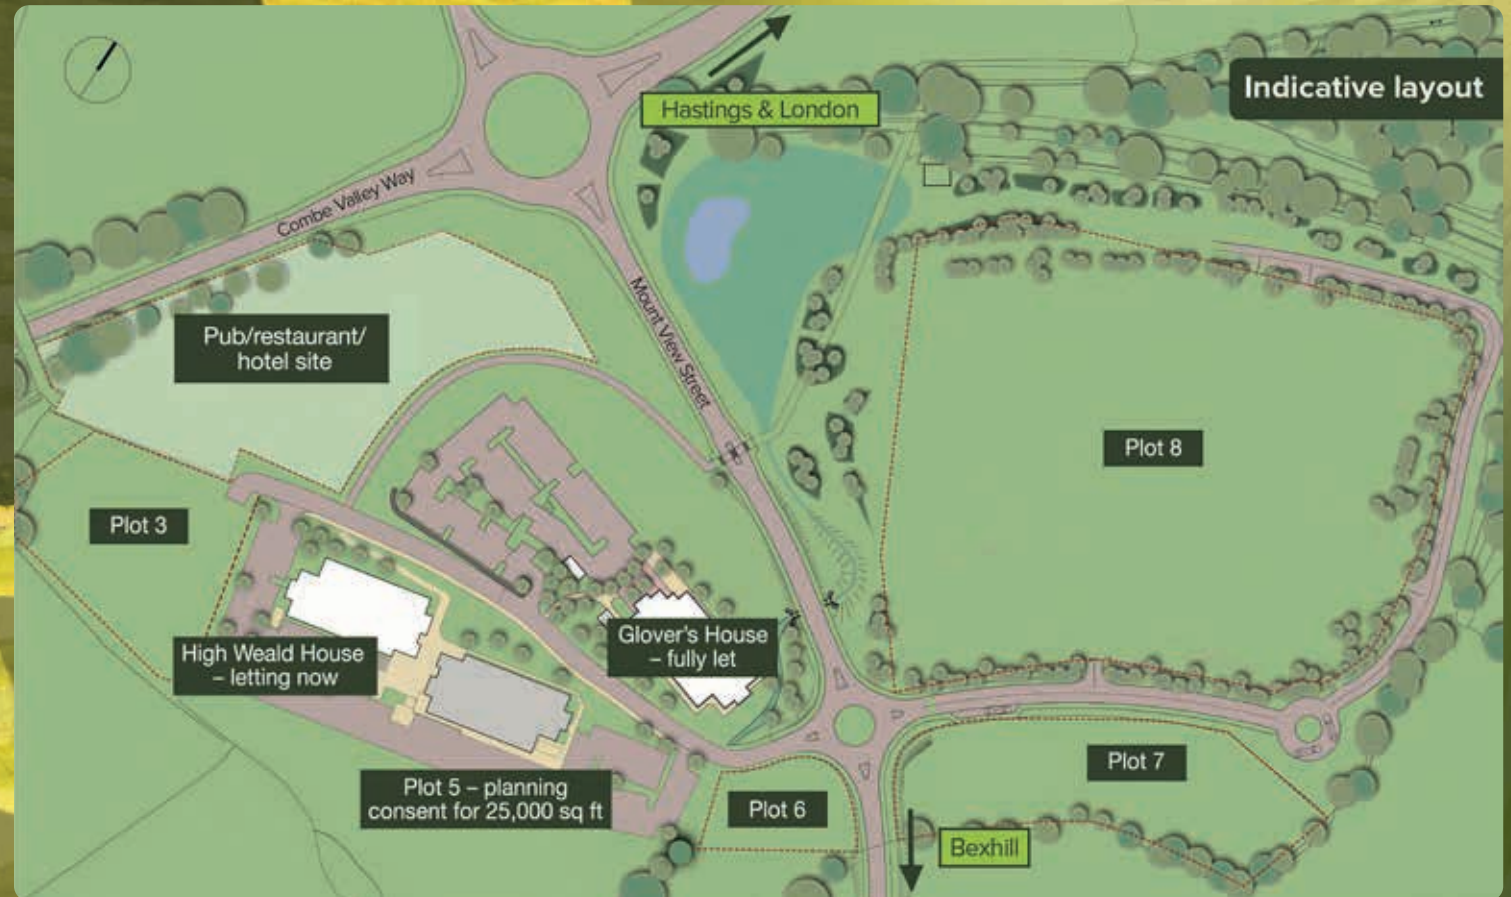 Indicative layout
Hastings & London
Combe Valley Way
Mount View Street
Pub/restaurant/
hotel site
Plot 8
Plot 3
High Weald House
– letting now
Glover's House
– fully let
Plot 5 – planning
consent for 25,000 sq ft
Plot 6
Plot 7
Bexhill